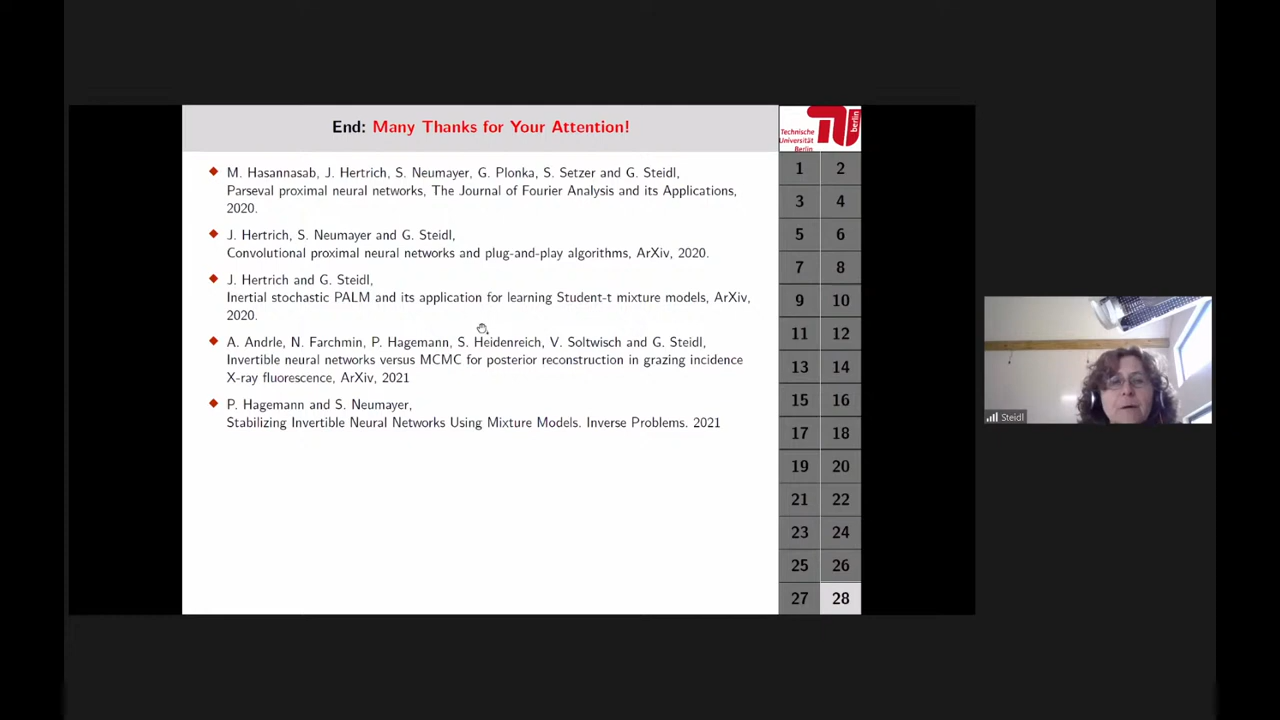 End: Many Thanks for Your Attention!
Technische
Universität
Berlin
berlin
M. Hasannasab, J. Hertrich, S. Neumayer, G. Plonka, S. Setzer and G. Steidl,
Parseval proximal neural networks, The Journal of Fourier Analysis and its Applications,
2020.
J. Hertrich, S. Neumayer and G. Steidl,
Convolutional proximal neural networks and plug-and-play algorithms, ArXiv, 2020.
J. Hertrich and G. Steidl,
Inertial stochastic PALM and its application for learning Student-t mixture models, ArXiv,
2020.
A. Andrle, N. Farchmin, P. Hagemann, S. Heidenreich, V. Soltwisch and G. Steidl,
Invertible neural networks versus MCMC for posterior reconstruction in grazing incidence
X-ray fluorescence, ArXiv, 2021
P. Hagemann and S. Neumayer,
Stabilizing Invertible Neural Networks Using Mixture Models. Inverse Problems. 2021
1 2
3 4
5 6
7 8
9 10
11 12
13 14
15 16
17 18
19 20
21 22
23 24
25 26
27 28
Steidl